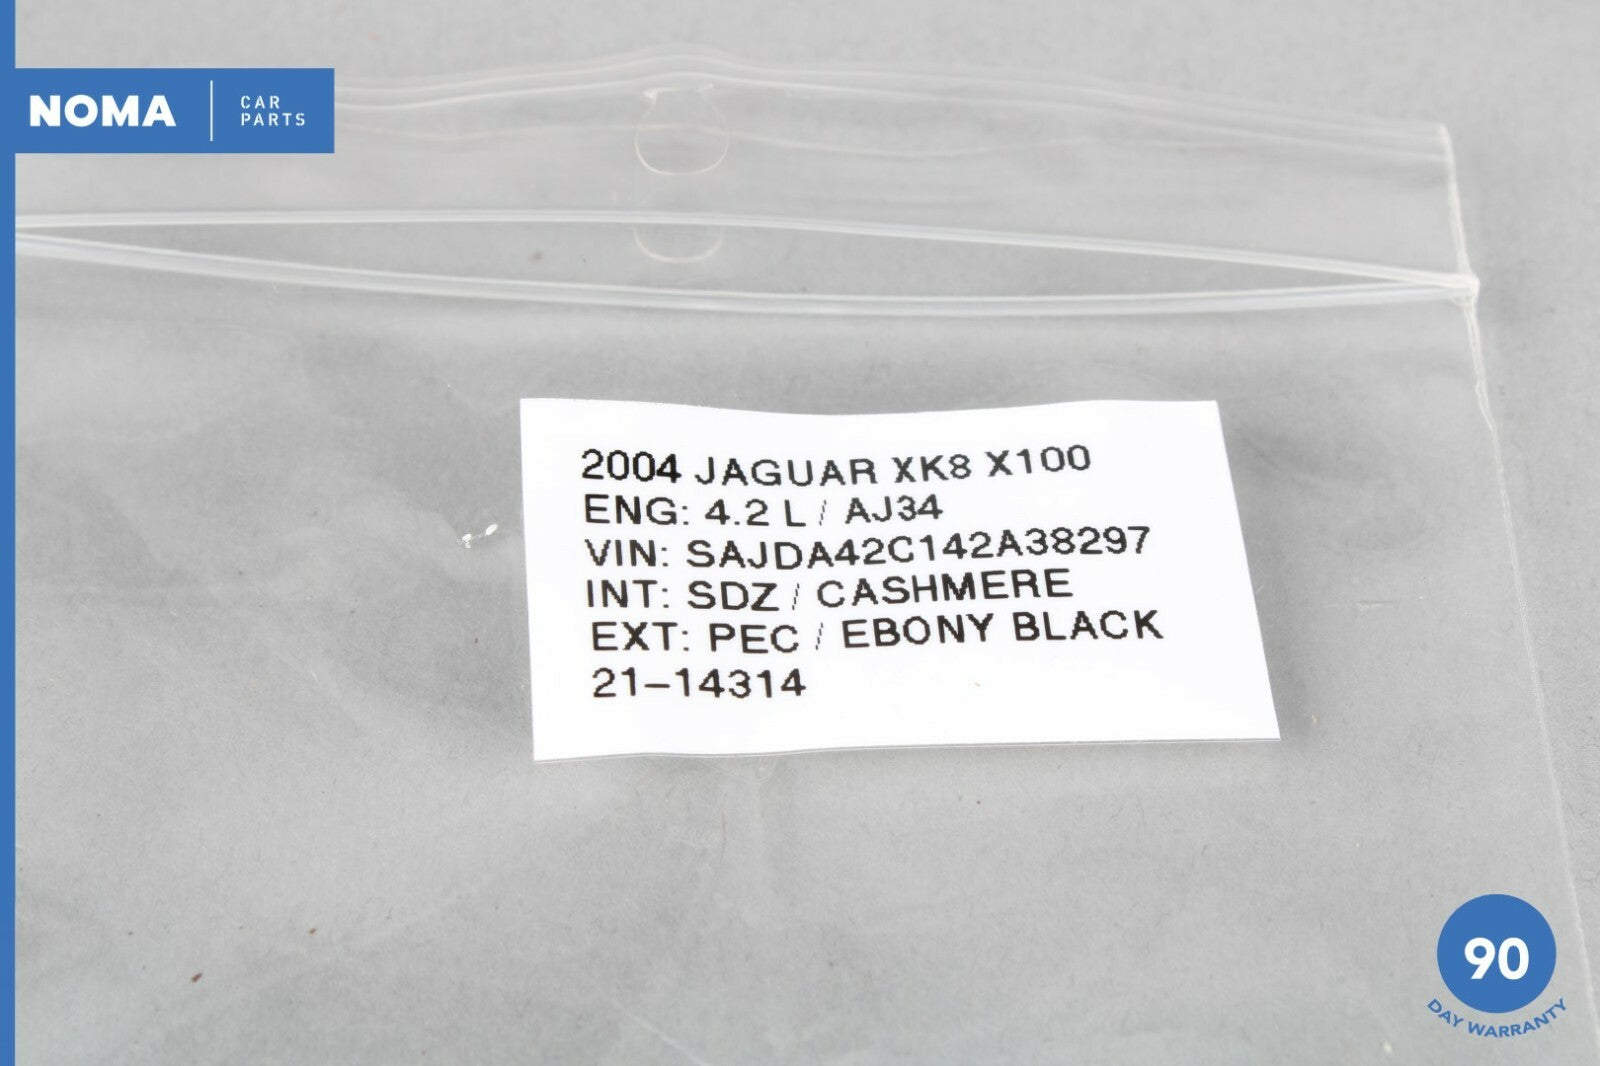 NOMA
CAR
PARTS
2004 JAGUAR XK8 X100
ENG: 4.2 L / AJ34
VIN: SAJDA42C142A38297
INT: SDZ / CASHMERE
EXT: PEC / EBONY BLACK
21-14314
90
DAY WARRANTY